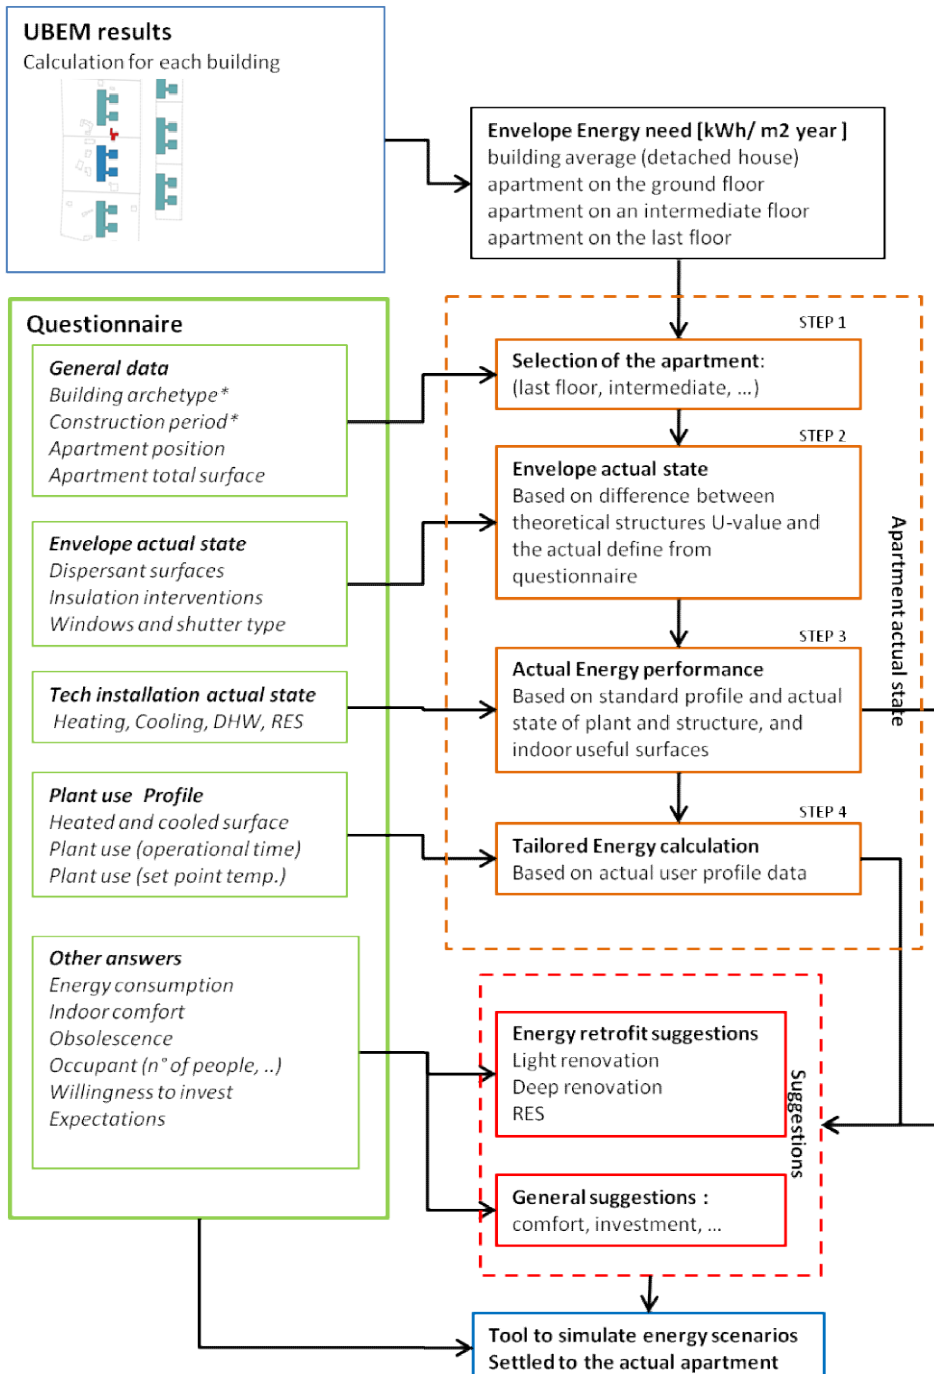 UBEM results
Calculation for each building
Envelope Energy need [kWh/ m2 year ]
building average (detached house)
apartment on the ground floor
apartment on an intermediate floor
apartment on the last floor
Questionnaire
General data
Building archetype*
Construction period*
Apartment position
Apartment total surface
Envelope actual state
Dispersant surfaces
Insulation interventions
Windows and shutter type
Tech installation actual state
Heating, Cooling, DHW, RES
Plant use Profile
Heated and cooled surface
Plant use (operational time)
Plant use (set point temp.)
Other answers
Energy consumption
Indoor comfort
Obsolescence
Occupant (n° of people, ..)
Willingness to invest
Expectations
STEP 1
Selection of the apartment:
(last floor, intermediate, ...)
STEP 2
Envelope actual state
Based on difference between
theoretical structures U-value and
the actual define from
questionnaire
STEP 3
Actual Energy performance
Based on standard profile and actual
state of plant and structure, and
indoor useful surfaces
STEP 4
Tailored Energy calculation
Based on actual user profile data
Apartment actual state
Energy retrofit suggestions
Light renovation
Deep renovation
RES
General suggestions :
comfort, investment, ...
Suggestions
Tool to simulate energy scenarios
Settled to the actual apartment